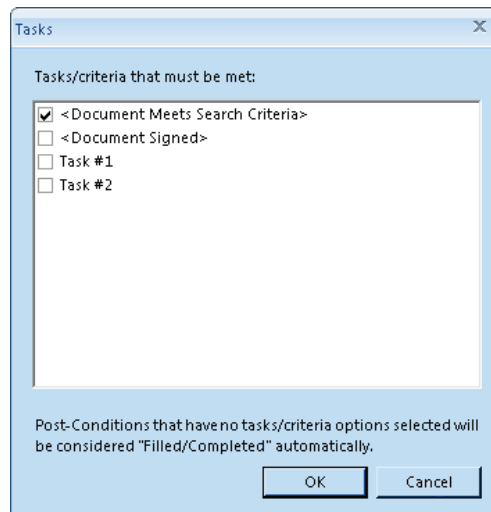 Tasks
Tasks/criteria that must be met:
<Document Meets Search Criteria>
<Document Signed>
Task #1
Task #2
Post-Conditions that have no tasks/criteria options selected will
be considered "Filled/Completed" automatically.
OK
Cancel